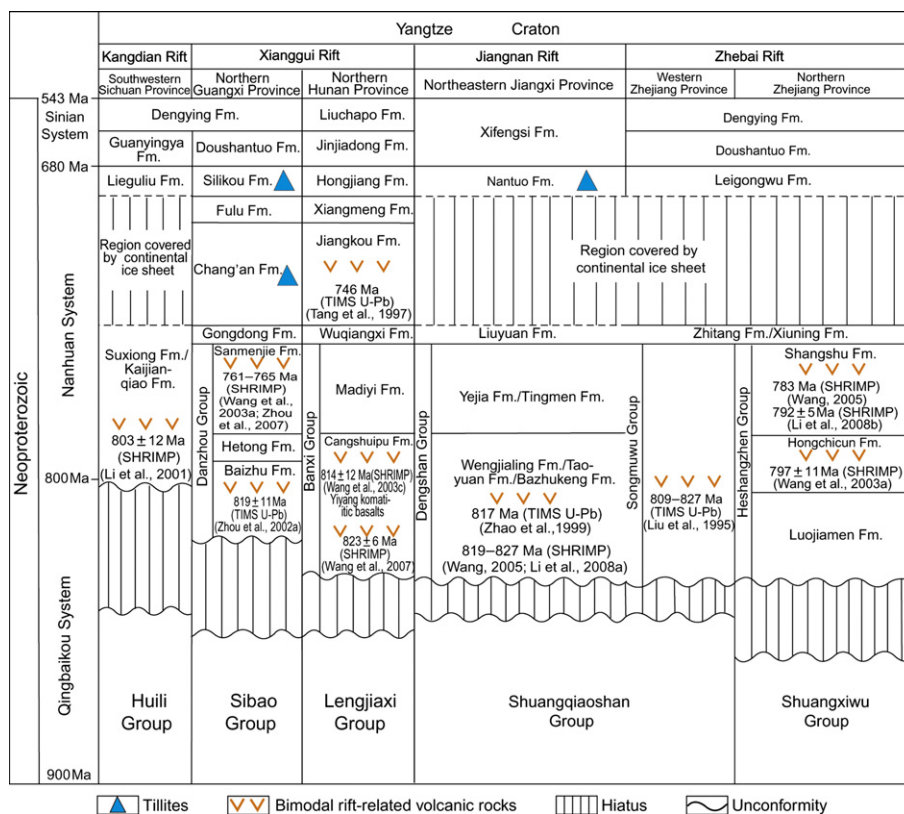 Yangtze Craton
Kangdian Rift
Xianggui Rift
Jiangnan Rift
Zhebai Rift
Southwestern
Sichuan Province
Northern
Guangxi Province
Northern
Hunan Province
Northeastern Jiangxi Province
Western
Zhejiang Province
Northern
Zhejiang Province
543 Ma
Sinian
System
680 Ma
Neoproterozoic
Nanhuan System
800Ma
Qingbaikou System
900Ma
Dengying Fm.
Liuchapo Fm.
Xifengsi Fm.
Dengying Fm.
Guanyingya
Fm.
Doushantuo Fm.
Jinjiadong Fm.
Doushantuo Fm.
Lieguliu Fm.
Silikou Fm.
Hongjiang Fm.
Nantuo Fm.
Leigongwu Fm.
Region covered
by continental
ice sheet
Fulu Fm.
Xiangmeng Fm.
Chang'an Fm.
Jiangkou Fm.
746 Ma
(TIMS U-Pb)
(Tang et al., 1997)
Region covered by
continental ice sheet
Gongdong Fm.
Wuqiangxi Fm.
Liuyuan Fm.
Zhitang Fm./Xiuning Fm.
Suxiong Fm./
Kaijian-
qiao Fm.
803 ± 12 Ma
(SHRIMP)
(Li et al., 2001)
Danzhou Group
Sanmenjie Fm.
761–765 Ma
(SHRIMP)
(Wang et al.,
2003a; Zhou
et al., 2007)
Hetong Fm.
Baizhu Fm.
819 ± 11Ma
(TIMS U-Pb)
(Zhou et al., 2002a)
Banxi Group
Madiyi Fm.
Cangshuipu Fm.
814 ± 12 Ma(SHRIMP)
(Wang et al., 2003c)
Yiyang komati-
itic basalts
823 ± 6 Ma
(SHRIMP)
(Wang et al., 2007)
Dengshan Group
Yejia Fm./Tingmen Fm.
Wengjialing Fm./Tao-
yuan Fm./Bazhukeng Fm.
817 Ma (TIMS U-Pb)
(Zhao et al.,1999)
819–827 Ma (SHRIMP)
(Wang, 2005; Li et al., 2008a)
Songmuwu Group
809–827 Ma
(TIMS U-Pb)
(Liu et al., 1995)
Heshangzhen Group
Shangshu Fm.
783 Ma (SHRIMP)
(Wang, 2005)
792 ± 5 Ma (SHRIMP)
(Li et al., 2008b)
Hongchicun Fm.
797 ± 11 Ma (SHRIMP)
(Wang et al., 2003a)
Luojiamen Fm.
Huili
Group
Sibao
Group
Lengjiaxi
Group
Shuangqiaoshan
Group
Shuangxiwu
Group
Tillites
Bimodal rift-related volcanic rocks
Hiatus
Unconformity